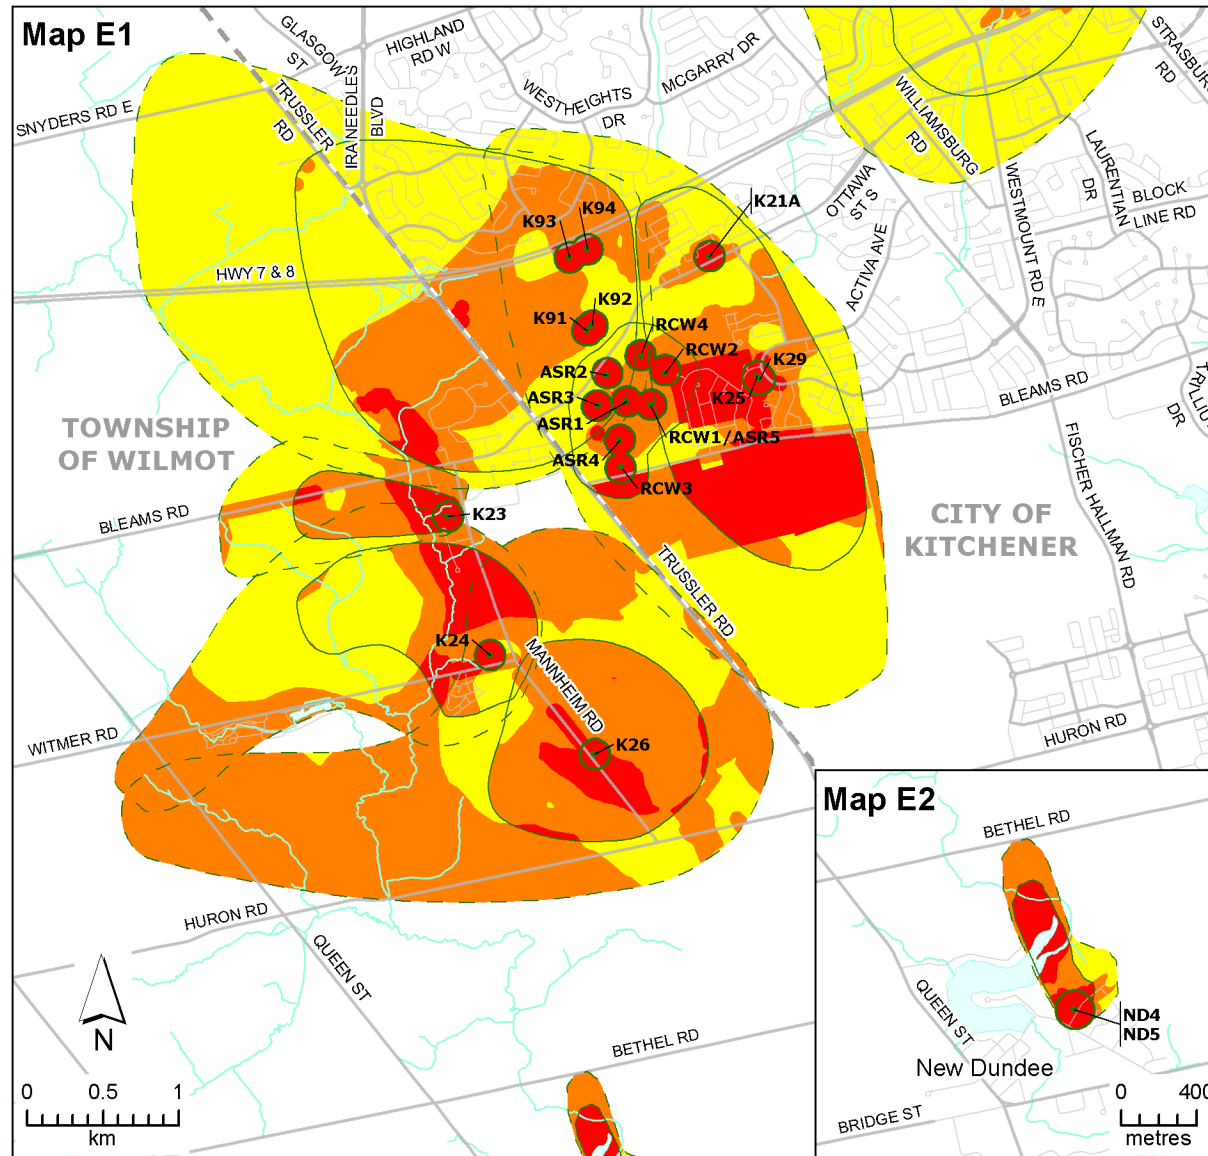 Map E1
GLASGOW
ST
HIGHLAND
RD W
MCGARRY DR
STRASBURG
RD
SNYDERS RD E
TRUSSLER
RD
IRA NEEDLES
BLVD
WESTHEIGHTS
DR
WILLIAMSBURG
RD
LAURENTIAN
DR
WESTMOUNT RD E
BLOCK
LINE RD
OTTAWA
ST S
ACTIVA AVE
K21A
K94
K93
HWY 7 & 8
K92
K91
RCW4
RCW2
ASR2
K29
K25
ASR3
ASR1
BLEAMS RD
TRILLIUM
DR
TOWNSHIP
OF WILMOT
RCW1/ASR5
ASR4
RCW3
FISCHER HALLMAN RD
BLEAMS RD
K23
CITY OF
KITCHENER
TRUSSLER RD
K24
MANNHEIM RD
WITMER RD
K26
HURON RD
Map E2
BETHEL RD
HURON RD
QUEEN ST
QUEEN ST
ND4
ND5
New Dundee
N
BETHEL RD
0 0.5 1
km
0 400
metres
BRIDGE ST